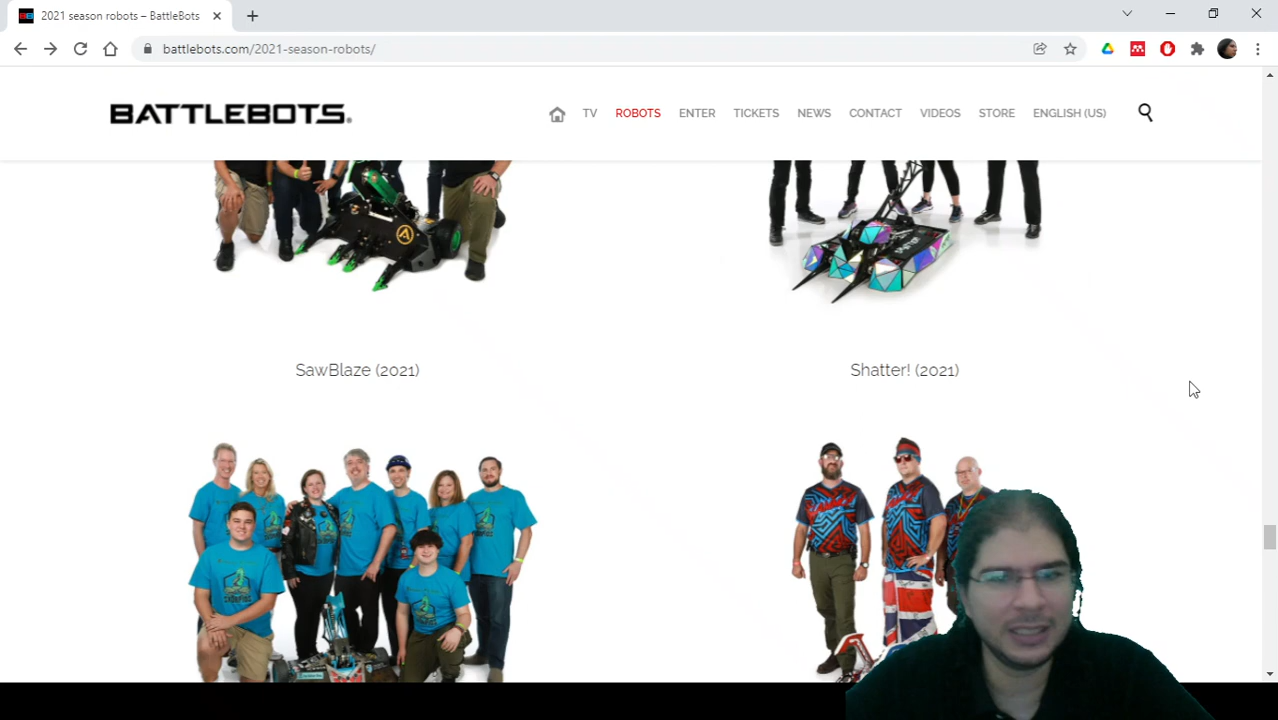 2021 season robots – BattleBots
battlebots.com/2021-season-robots/
BATTLEBOTS.
TV
ROBOTS
ENTER
TICKETS
NEWS
CONTACT
VIDEOS
STORE
ENGLISH (US)
SawBlaze (2021)
Shatter! (2021)